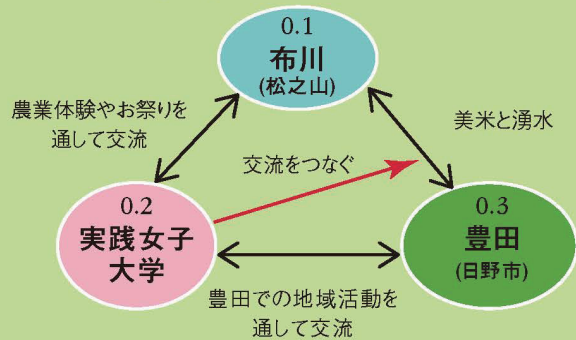 0.1
布川
(松之山)
農業体験やお祭りを
通して交流
美米と湧水
交流をつなぐ
0.2
実践女子
大学
0.3
豊田
(日野市)
豊田での地域活動を
通して交流